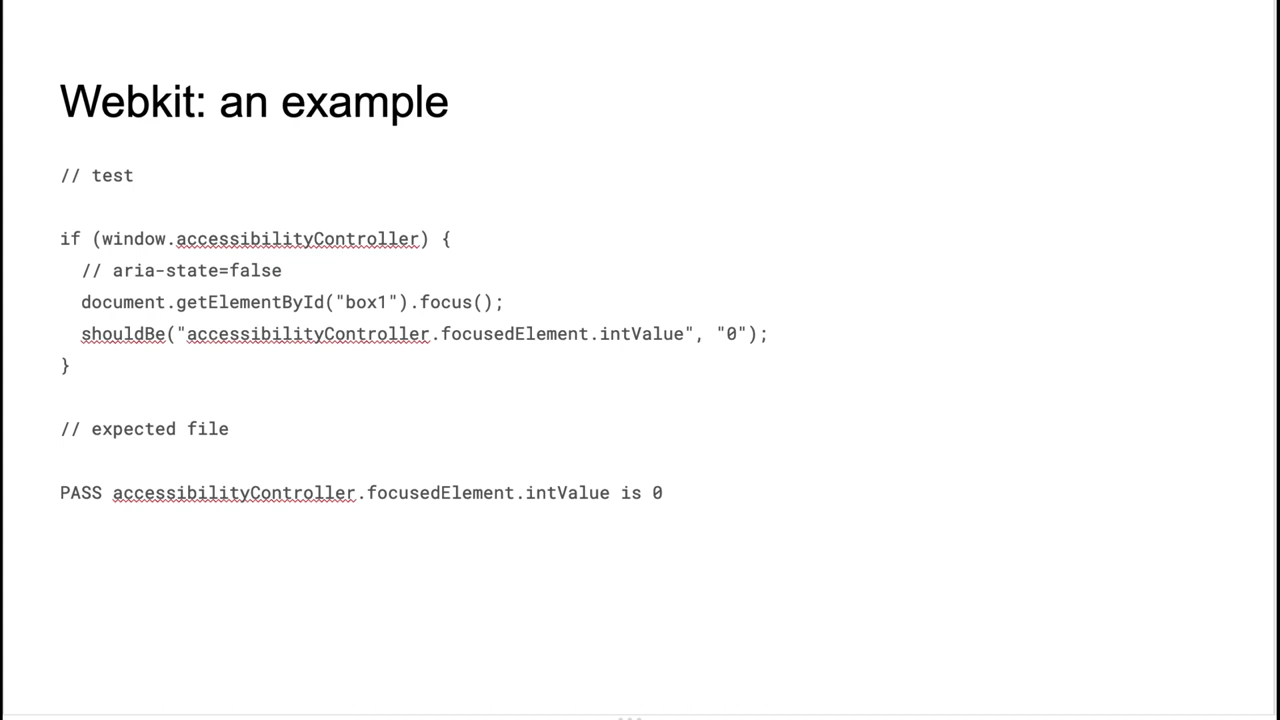 Webkit: an example
// test
if (window.accessibilityController) {
// aria-state=false
document.getElementById("box1").focus();
shouldBe("accessibilityController.focusedElement.intValue", "0");
}
// expected file
PASS accessibilityController.focusedElement.intValue is 0